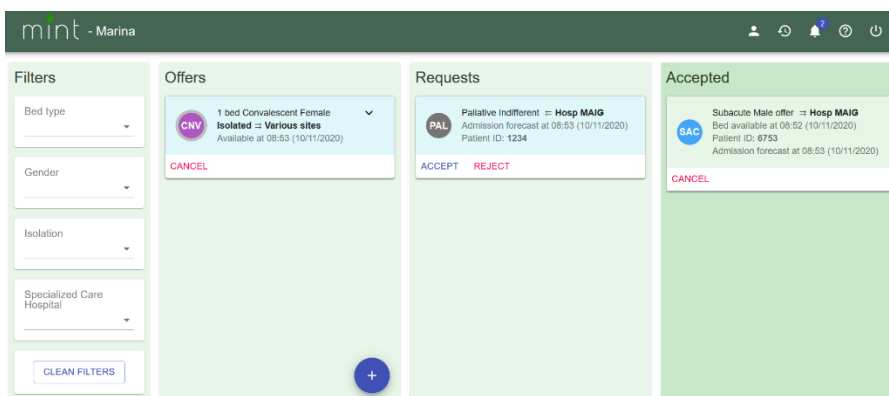 mint - Marina
2
Filters
Bed type
Gender
Isolation
Specialized Care
Hospital
CLEAN FILTERS
Offers
CNV
1 bed Convalescent Female
Isolated ⇌ Various sites
Available at 08:53 (10/11/2020)
CANCEL
+
Requests
PAL
Paliative Indifferent ⇌ Hosp MAIG
Admission forecast at 08:53 (10/11/2020)
Patient ID: 1234
ACCEPT REJECT
Accepted
SAC
Subacute Male offer ⇌ Hosp MAIG
Bed available at 08:52 (10/11/2020)
Patient ID: 6753
Admission forecast at 08:53 (10/11/2020)
CANCEL